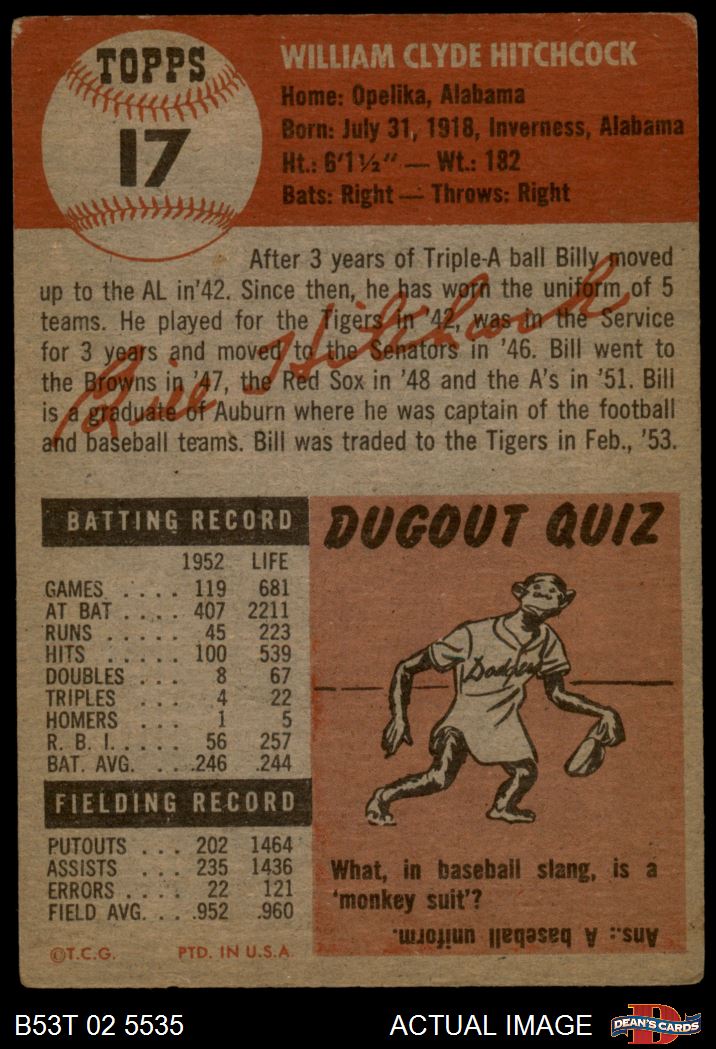 TOPPS
17
WILLIAM CLYDE HITCHCOCK
Home: Opelika, Alabama
Born: July 31, 1918, Inverness, Alabama
Ht.: 6'1½" — Wt.: 182
Bats: Right — Throws: Right
After 3 years of Triple-A ball Billy moved
up to the AL in'42. Since then, he has worn the uniform of 5
teams. He played for the Tigers in '42, was in the Service
for 3 years and moved to the Senators in '46. Bill went to
the Browns in '47, the Red Sox in '48 and the A's in '51. Bill
is a graduate of Auburn where he was captain of the football
and baseball teams. Bill was traded to the Tigers in Feb., '53.
Bill Hitchcock
BATTING RECORD
1952 LIFE
GAMES .... 119 681
AT BAT .... 407 2211
RUNS ..... 45 223
HITS ..... 100 539
DOUBLES ... 8 67
TRIPLES ... 4 22
HOMERS ... 1 5
R. B. I. .... 56 257
BAT. AVG. ...246 .244
FIELDING RECORD
PUTOUTS ... 202 1464
ASSISTS ... 235 1436
ERRORS ... 22 121
FIELD AVG. . .952 .960
©T.C.G. PTD. IN U.S.A.
DUGOUT QUIZ
Dodgers
What, in baseball slang, is a
'monkey suit'?
Ans.: A baseball uniform.
B53T 02 5535
ACTUAL IMAGE
D
DEAN'S CARDS